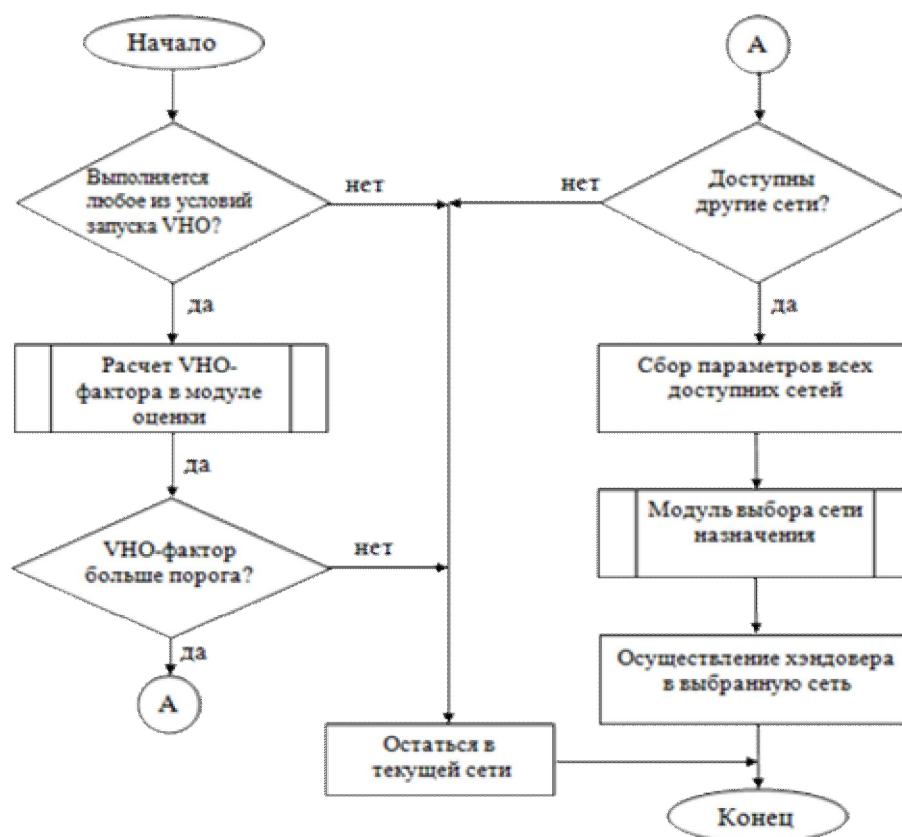 Начало
Выполняется
любое из условий
запуска VHO?
нет
да
Расчет VHO-
фактора в модуле
оценки
да
VHO-фактор
больше порога?
нет
да
А
А
Доступны
другие сети?
нет
да
Сбор параметров всех
доступних сетей
Модуль выбора сети
назначения
Осуществление хэндовера
в выбранную сеть
Остаться в
текущей сети
Конец